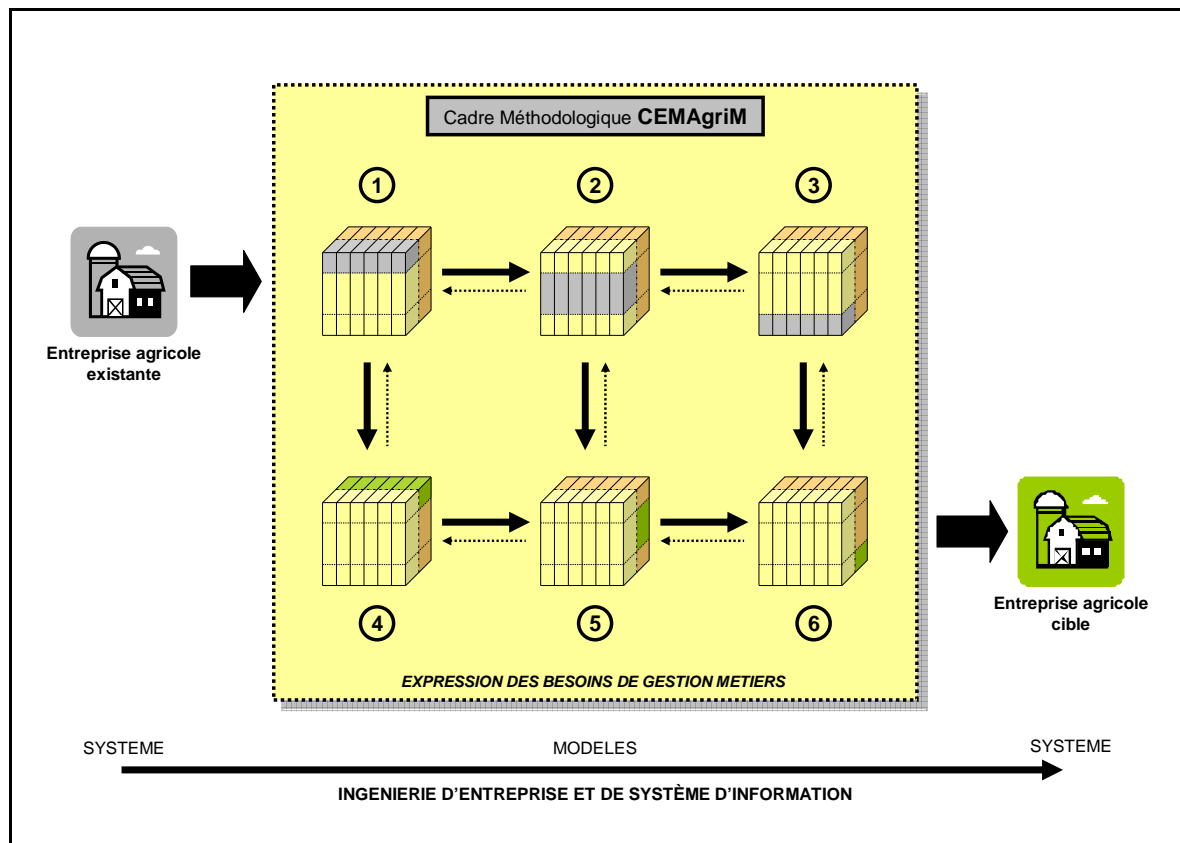 Cadre Méthodologique CEMAgriM
1
2
3
Entreprise agricole
existante
4
5
6
Entreprise agricole
cible
EXPRESSION DES BESOINS DE GESTION METIERS
SYSTEME
MODELES
SYSTEME
INGENIERIE D'ENTREPRISE ET DE SYSTÈME D'INFORMATION